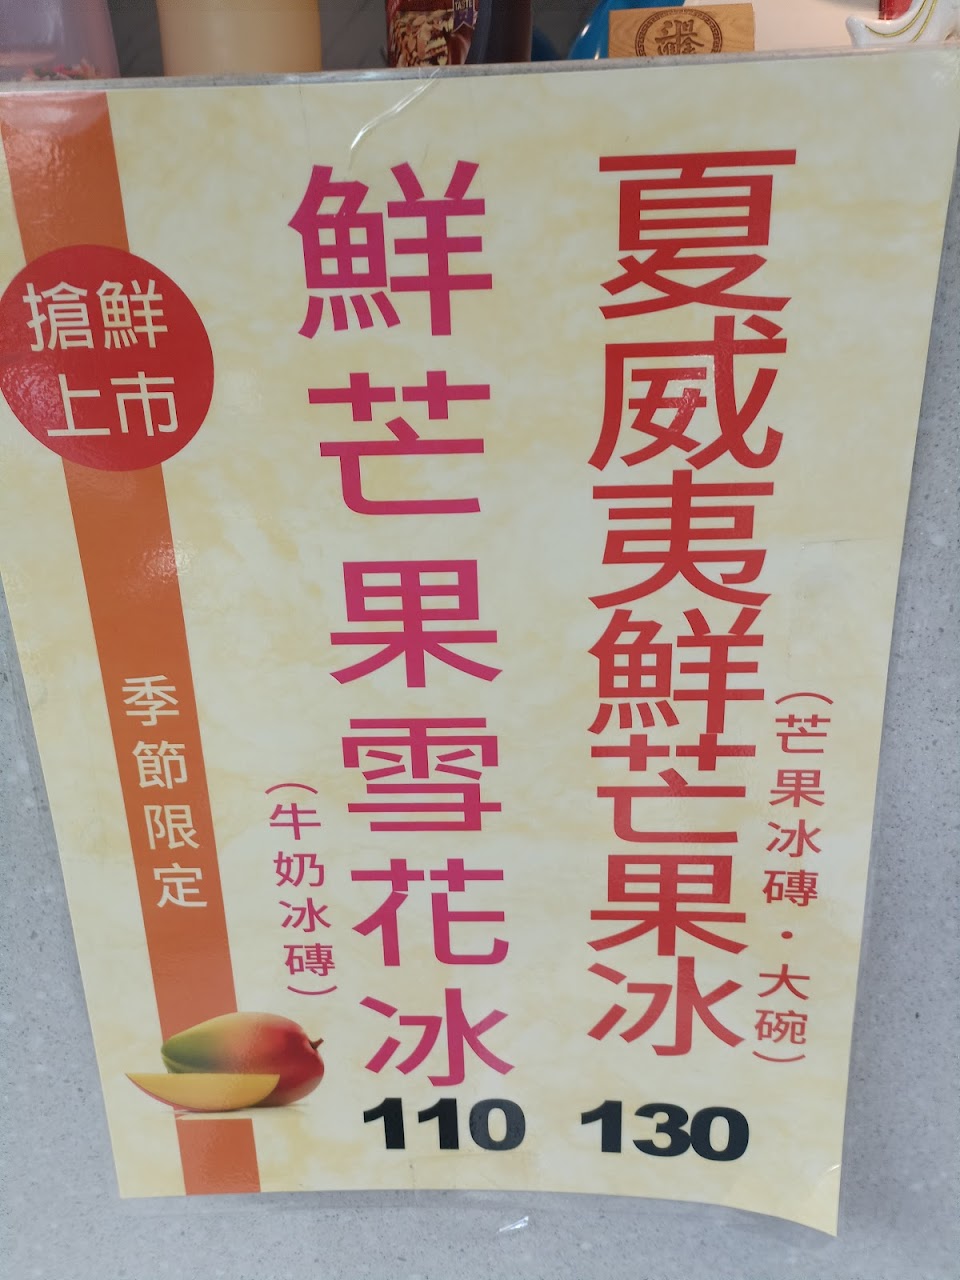 夏威夷鮮芒果冰
（芒果冰磚・大碗）
130
鮮芒果雪花冰
（牛奶冰磚）
110
搶鮮
上市
季節限定
TASTE